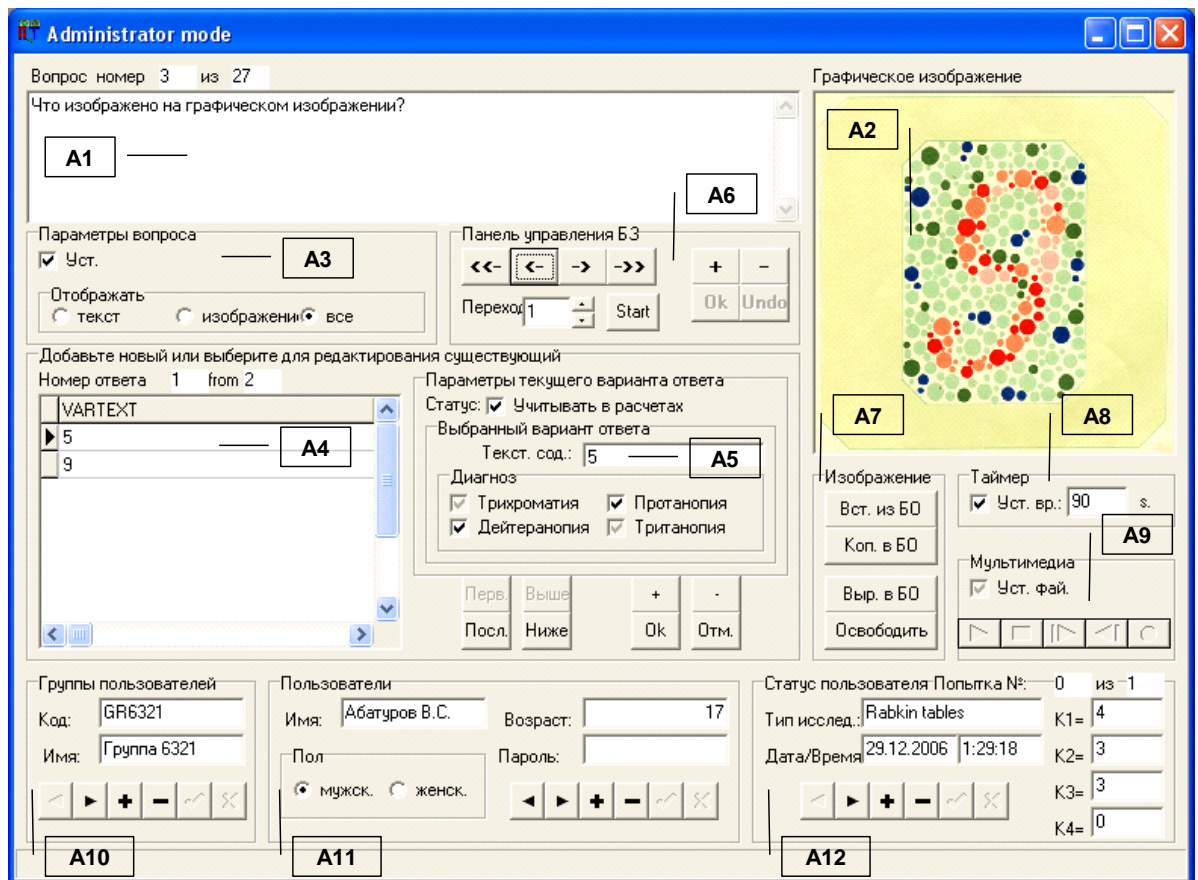 Administrator mode
Вопрос номер 3 из 27
Что изображено на графическом изображении?
A1
Графическое изображение
A2
9
Параметры вопроса
Уст.
A3
Отображать
текст изображени все
Панель управления БЗ
A6
<<- <- -> ->>
+ -
Ok Undo
Переход 1 Start
Добавьте новый или выберите для редактирования существующий
Номер ответа 1 from 2
VARTEXT
5
9
A4
Параметры текущего варианта ответа
Статус: Учитывать в расчетах
Выбранный вариант ответа
Текст. сод.: 5
A5
Диагноз
Трихроматия Протанопия
Дейтеранопия Тританопия
Перв. Выше + -
Посл. Ниже Ok Отм.
A7
Изображение
Вст. из БО
Коп. в БО
Выр. в БО
Освободить
A8
Таймер
Уст. вр.: 90 s.
A9
Мультимедиа
Уст. фай.
Группы пользователей
Код: GR6321
Имя: Группа 6321
A10
Пользователи
Имя: Абатуров В.С. Возраст: 17
Пол
мужск. женск.
Пароль:
A11
Статус пользователя Попытка №: 0 из 1
Тип исслед.: Rabkin tables
Дата/Время 29.12.2006 1:29:18
K1= 4
K2= 3
K3= 3
K4= 0
A12